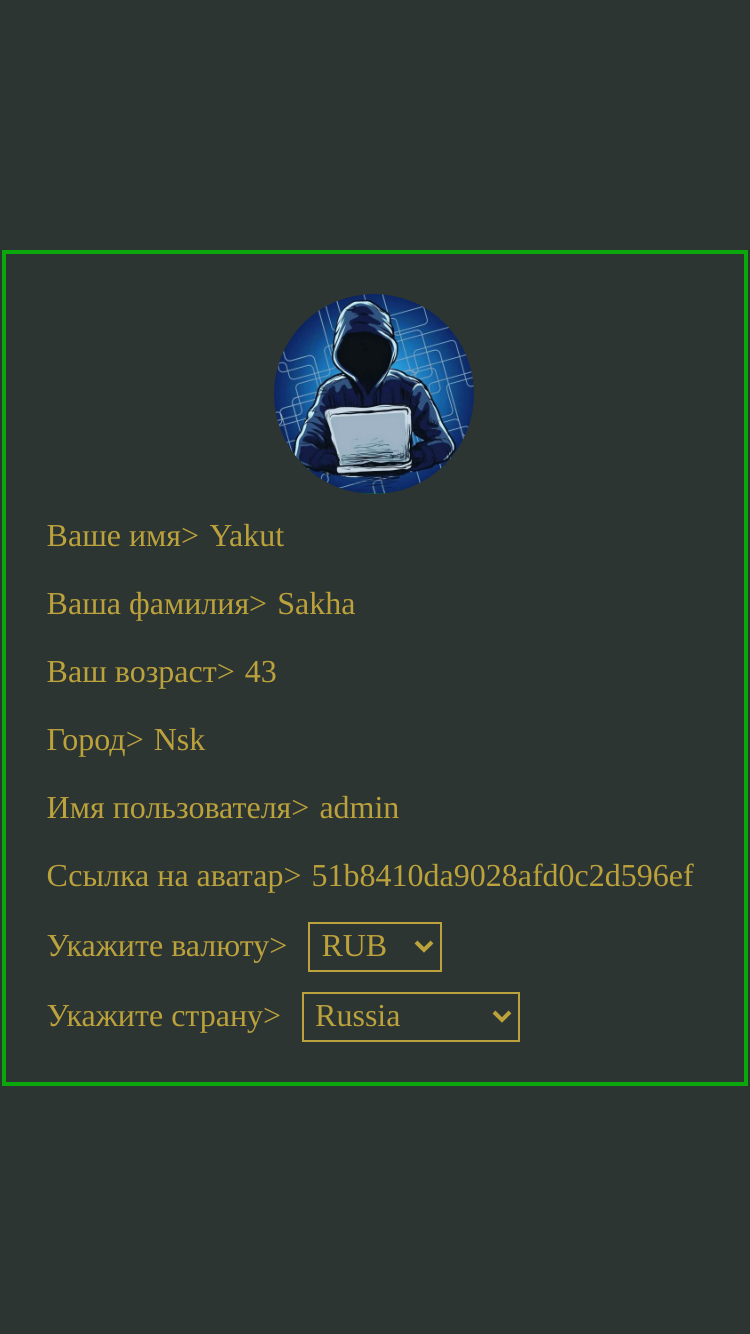 Ваше имя> Yakut
Ваша фамилия> Sakha
Ваш возраст> 43
Город> Nsk
Имя пользователя> admin
Ссылка на аватар> 51b8410da9028afd0c2d596ef
Укажите валюту> RUB
Укажите страну> Russia